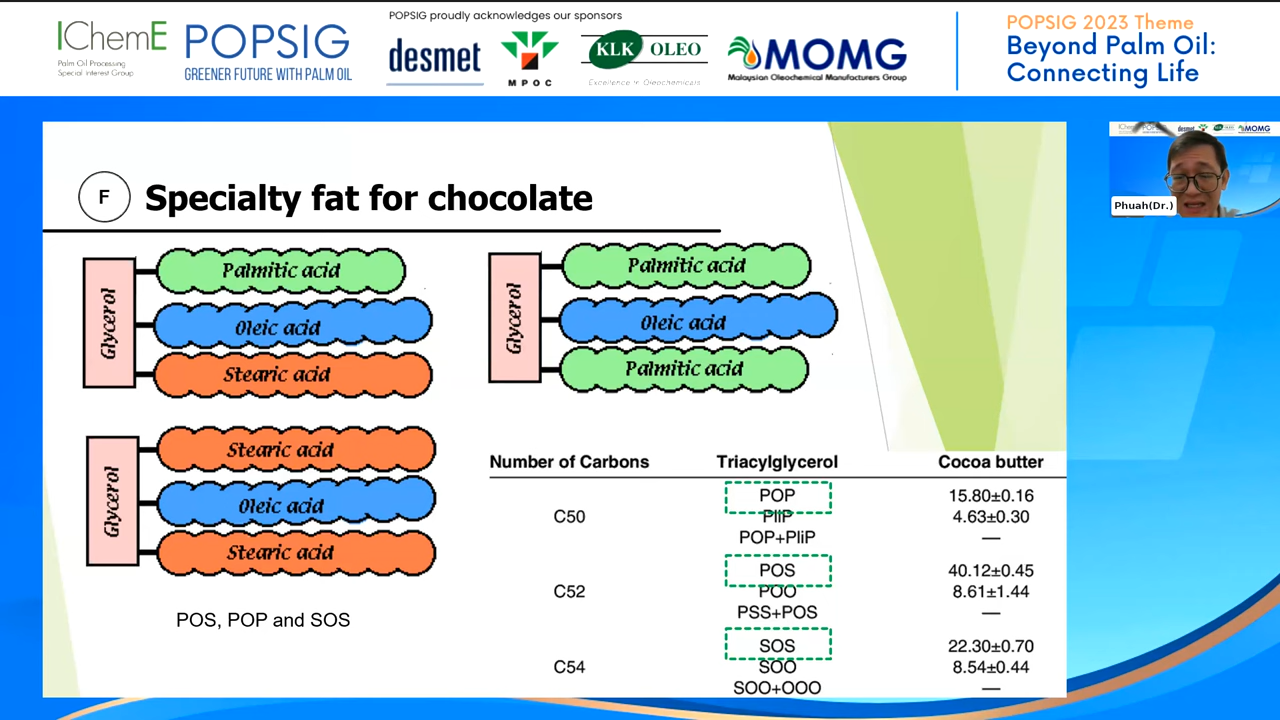 IChemE
Palm Oil Processing
Special Interest Group
POPSIG
GREENER FUTURE WITH PALM OIL
POPSIG proudly acknowledges our sponsors
desmet
MPOC
KLK OLEO
Excellence in Oleochemicals
MOMG
Malaysian Oleochemical Manufacturers Group
POPSIG 2023 Theme
Beyond Palm Oil:
Connecting Life
F
Specialty fat for chocolate
Glycerol
Palmitic acid
Oleic acid
Stearic acid
Glycerol
Palmitic acid
Oleic acid
Palmitic acid
Glycerol
Stearic acid
Oleic acid
Stearic acid
POS, POP and SOS
Number of Carbons Triacylglycerol Cocoa butter
POP 15.80±0.16
C50 PliP 4.63±0.30
POP+PliP —
POS 40.12±0.45
C52 POO 8.61±1.44
PSS+POS —
SOS 22.30±0.70
C54 SOO 8.54±0.44
SOO+OOO —
desmet
MOMG
Phuah(Dr.)